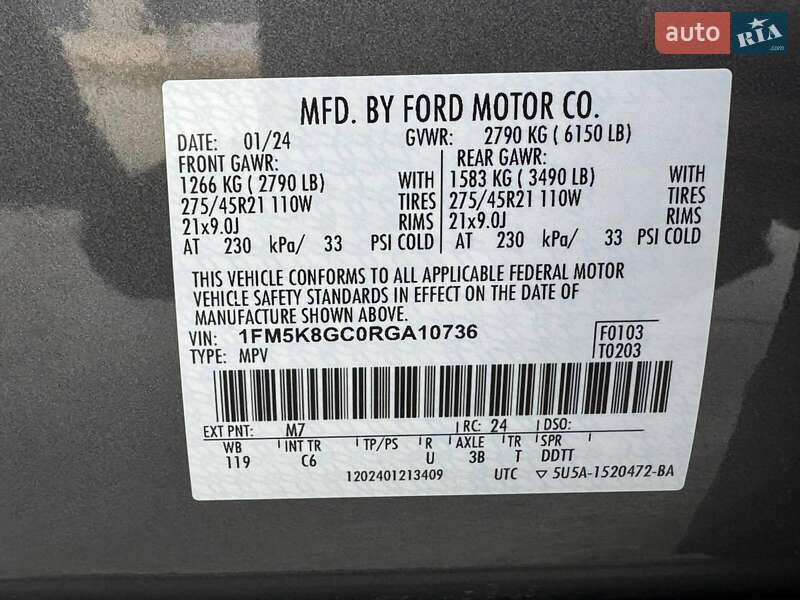 auto RIA
.com
MFD. BY FORD MOTOR CO.
DATE: 01/24 GVWR: 2790 KG ( 6150 LB)
FRONT GAWR: REAR GAWR:
1266 KG ( 2790 LB) WITH 1583 KG ( 3490 LB) WITH
275/45R21 110W TIRES 275/45R21 110W TIRES
21x9.0J RIMS 21x9.0J RIMS
AT 230 kPa/ 33 PSI COLD AT 230 kPa/ 33 PSI COLD
THIS VEHICLE CONFORMS TO ALL APPLICABLE FEDERAL MOTOR
VEHICLE SAFETY STANDARDS IN EFFECT ON THE DATE OF
MANUFACTURE SHOWN ABOVE.
VIN: 1FM5K8GC0RGA10736 F0103
TYPE: MPV T0203
EXT PNT: M7 RC: 24 DSO:
WB INT TR TP/PS R AXLE TR SPR
119 C6 U 3B T DDTT
1202401213409 UTC ▽ 5U5A-1520472-BA